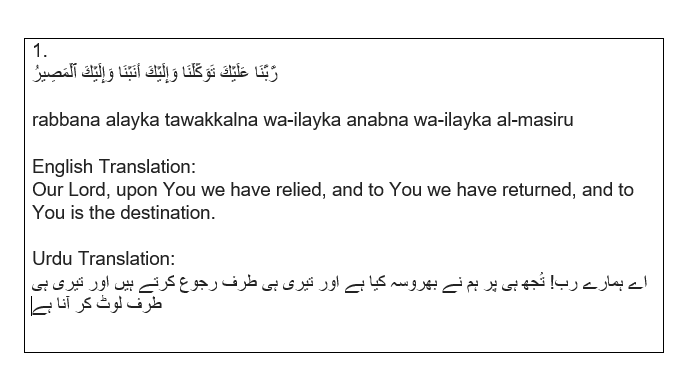 1.
رَّبَّنَا عَلَيْكَ تَوَكَّلْنَا وَإِلَيْكَ أَنَبْنَا وَإِلَيْكَ ٱلْمَصِيرُ
rabbana alayka tawakkalna wa-ilayka anabna wa-ilayka al-masiru
English Translation:
Our Lord, upon You we have relied, and to You we have returned, and to
You is the destination.
Urdu Translation:
اے ہمارے رب! تُجھ ہی پر ہم نے بھروسہ کیا ہے اور تیری ہی طرف رجوع کرتے ہیں اور تیری ہی
طرف لوٹ کر آنا ہے